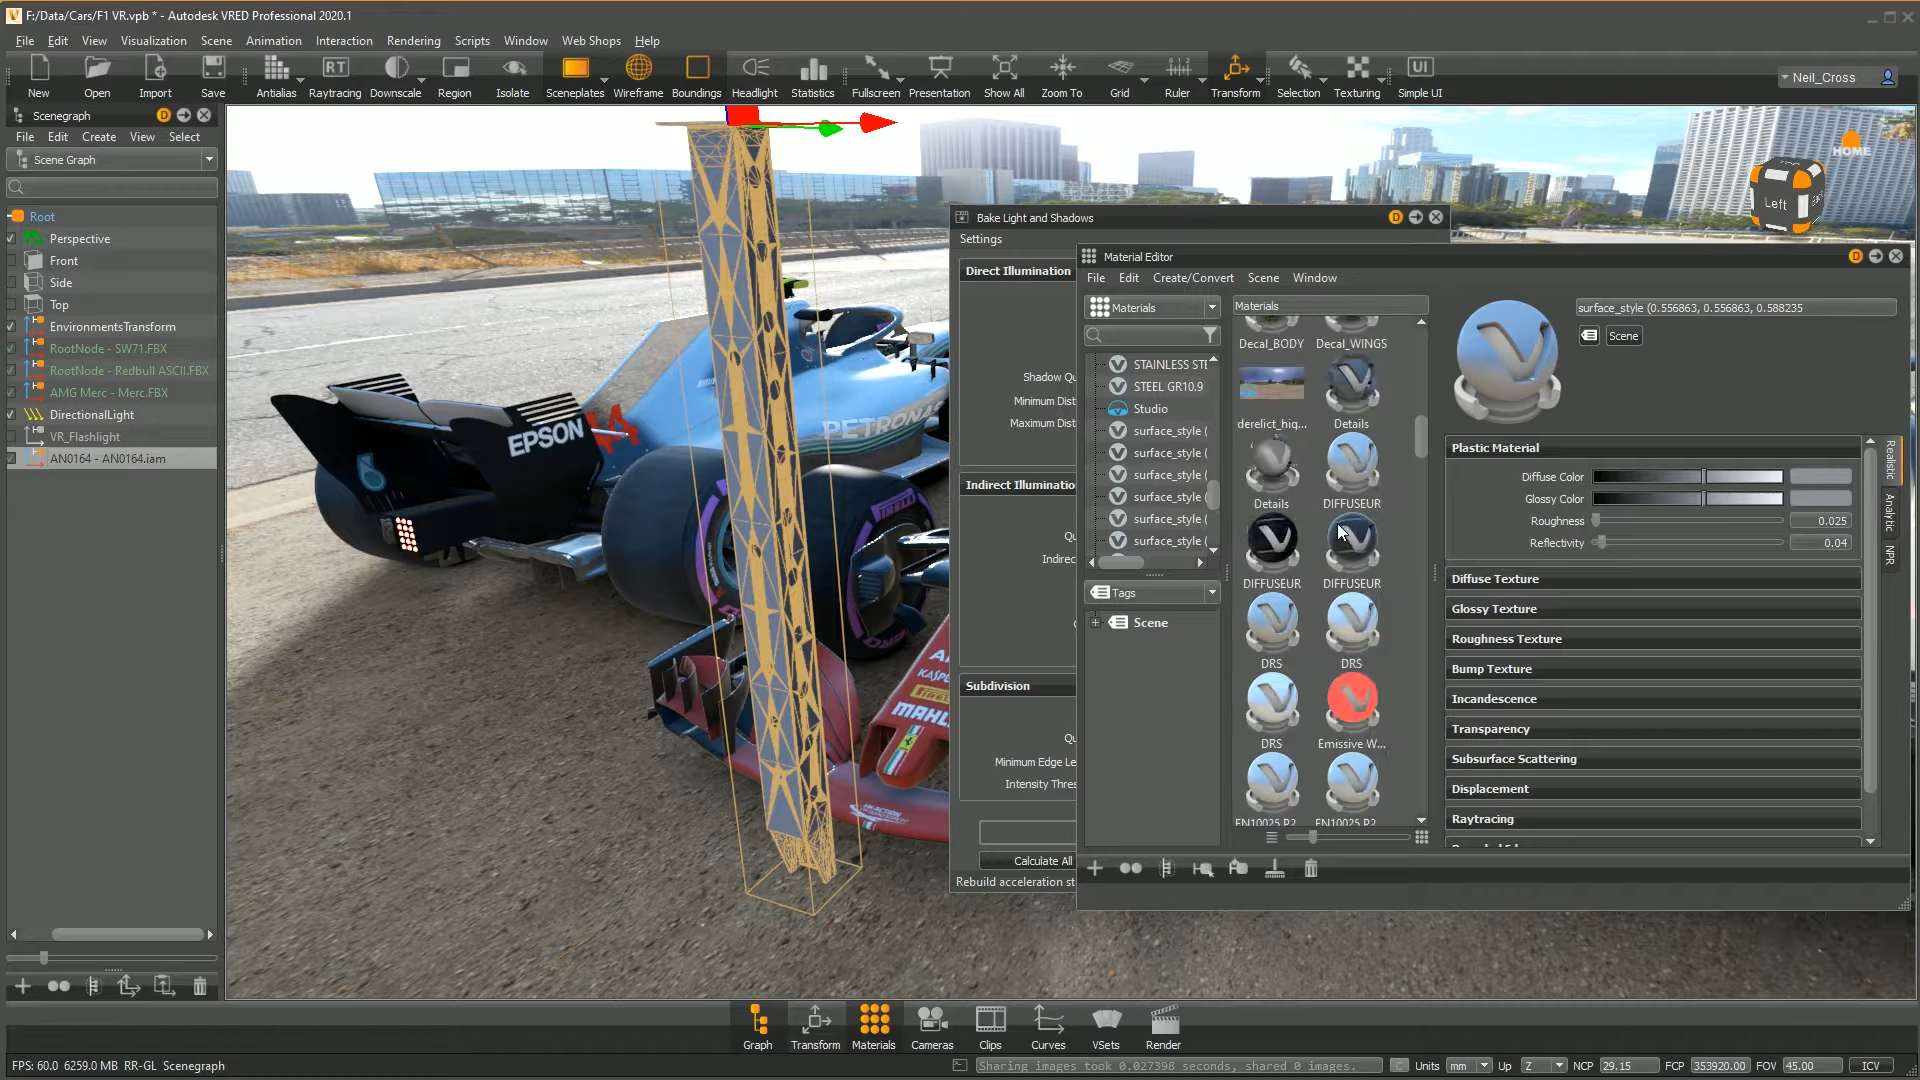 F:/Data/Cars/F1 VR.vpb * - Autodesk VRED Professional 2020.1
File Edit View Visualization Scene Animation Interaction Rendering Scripts Window Web Shops Help
RT UI
New Open Import Save Antialias Raytracing Downscale Region Isolate Sceneplates Wireframe Boundings Headlight Statistics Fullscreen Presentation Show All Zoom To Grid Ruler Transform Selection Texturing Simple UI
Neil_Cross
Scenegraph
D
File Edit Create View Select
Scene Graph
Root
Perspective
Front
Side
Top
EnvironmentsTransform
RootNode - SW71.FBX
RootNode - Redbull ASCII.FBX
AMG Merc - Merc.FBX
DirectionalLight
VR_Flashlight
AN0164 - AN0164.iam
HOME
Left
EPSON 44
PETRONAS
KASPE
MAHL
Bake Light and Shadows
D
Settings
Direct Illumination
Shadow Qu
Minimum Dist
Maximum Dist
Indirect Illuminatio
Qu
Indirec
Subdivision
Qu
Minimum Edge Le
Intensity Thres
Calculate All
Rebuild acceleration st
Material Editor
D
File Edit Create/Convert Scene Window
Materials
STAINLESS STE
STEEL GR10.9
Studio
surface_style (
surface_style (
surface_style (
surface_style (
surface_style (
surface_style (
Tags
Scene
Materials
Decal_BODY Decal_WINGS
derelict_hiq... Details
Details DIFFUSEUR
DIFFUSEUR DIFFUSEUR
DRS DRS
DRS Emissive W...
EN10025 P2 EN10025 P2
surface_style (0.556863, 0.556863, 0.588235
Scene
Plastic Material
Diffuse Color
Glossy Color
Roughness 0.025
Reflectivity 0.04
Diffuse Texture
Glossy Texture
Roughness Texture
Bump Texture
Incandescence
Transparency
Subsurface Scattering
Displacement
Raytracing
Realistic
Analytic
NPR
Graph Transform Materials Cameras Clips Curves VSets Render
FPS: 60.0 6259.0 MB RR-GL Scenegraph
Sharing images took 0.027398 seconds, shared 0 images.
C Units mm Up Z NCP 29.15 FCP 353920.00 FOV 45.00 ICV